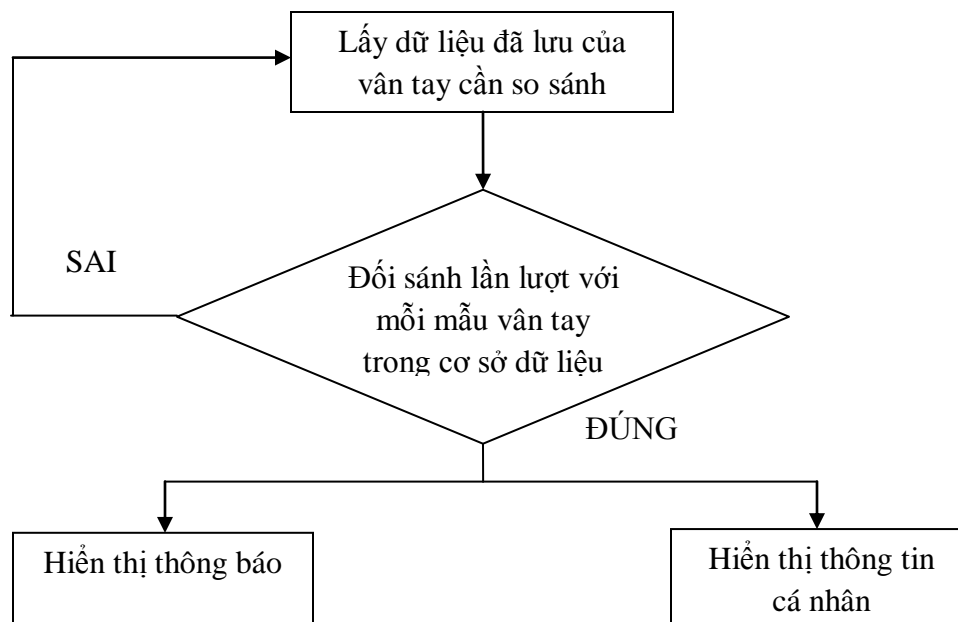 Lấy dữ liệu đã lưu của
vân tay cần so sánh
SAI
Đối sánh lần lượt với
mỗi mẫu vân tay
trong cơ sở dữ liệu
ĐÚNG
Hiển thị thông báo
Hiển thị thông tin
cá nhân